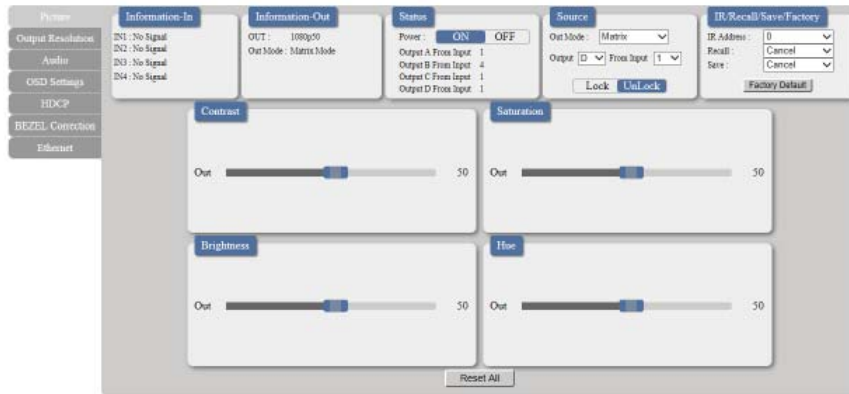 Picture
Output Resolution
Audio
OSD Settings
HDCP
BEZEL Correction
Ethernet
Information-In
IN1 : No Signal
IN2 : No Signal
IN3 : No Signal
IN4 : No Signal
Information-Out
OUT : 1080p50
Out Mode : Matrix Mode
Status
Power : ON OFF
Output A From Input 1
Output B From Input 4
Output C From Input 1
Output D From Input 1
Source
Out Mode : Matrix
Output D From Input 1
Lock UnLock
IR/Recall/Save/Factory
IR Address : 0
Recall : Cancel
Save : Cancel
Factory Default
Contrast
Out 50
Saturation
Out 50
Brightness
Out 50
Hue
Out 50
Reset All